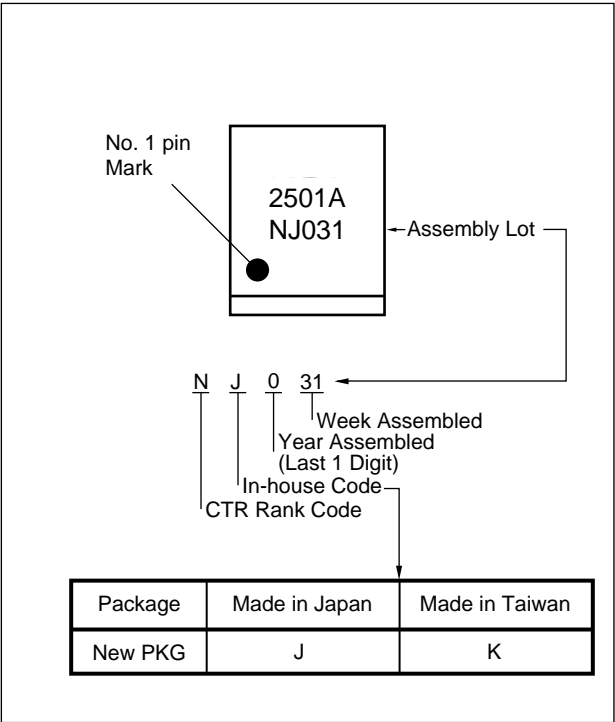 No. 1 pin
Mark
2501A
NJ031
Assembly Lot
N J 0 31
Week Assembled
Year Assembled
(Last 1 Digit)
In-house Code
CTR Rank Code
Package Made in Japan Made in Taiwan
New PKG J K